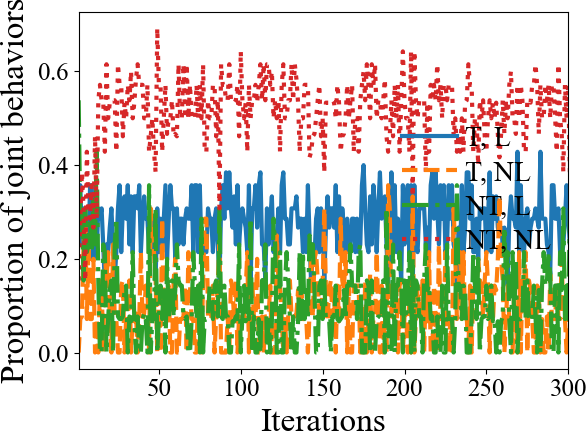 Proportion of joint behaviors
0.6
0.4
0.2
0.0
T, L
T, NL
NT, L
NT, NL
50
100
150
200
250
300
Iterations